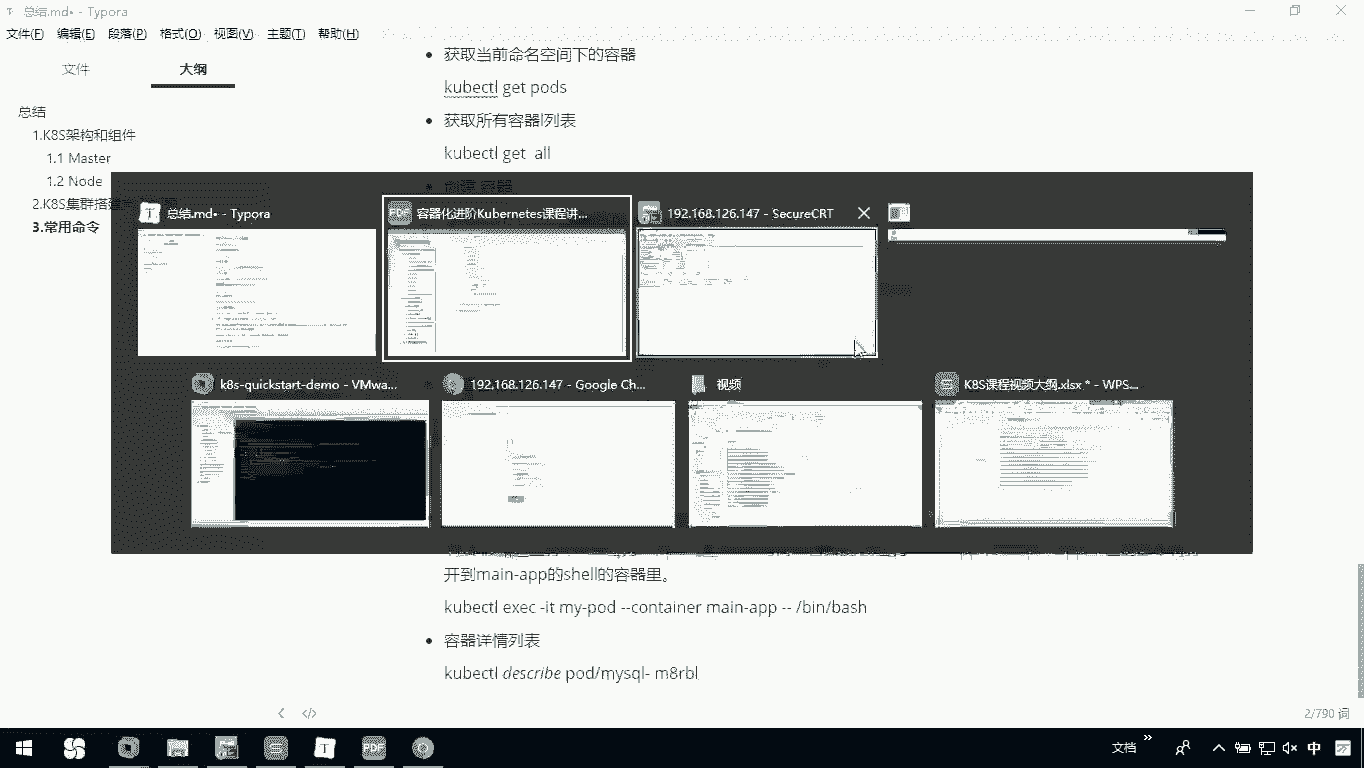 总结.md• - Typora
文件(F) 编辑(E) 段落(P) 格式(O) 视图(V) 主题(T) 帮助(H)
文件 大纲
总结
1.K8S架构和组件
1.1 Master
1.2 Node
2.K8S集群搭建
3.常用命令
获取当前命名空间下的容器
kubectl get pods
获取所有容器l列表
kubectl get all
创建 容器
总结.md• - Typora
容器化进阶Kubernetes课程讲...
192.168.126.147 - SecureCRT
k8s-quickstart-demo - VMwa...
192.168.126.147 - Google Ch...
视频
K8S课程视频大纲.xlsx * - WPS...
开到main-app的shell的容器里。
kubectl exec -it my-pod --container main-app -- /bin/bash
容器详情列表
kubectl describe pod/mysql- m8rbl
2/790 词
文档
中